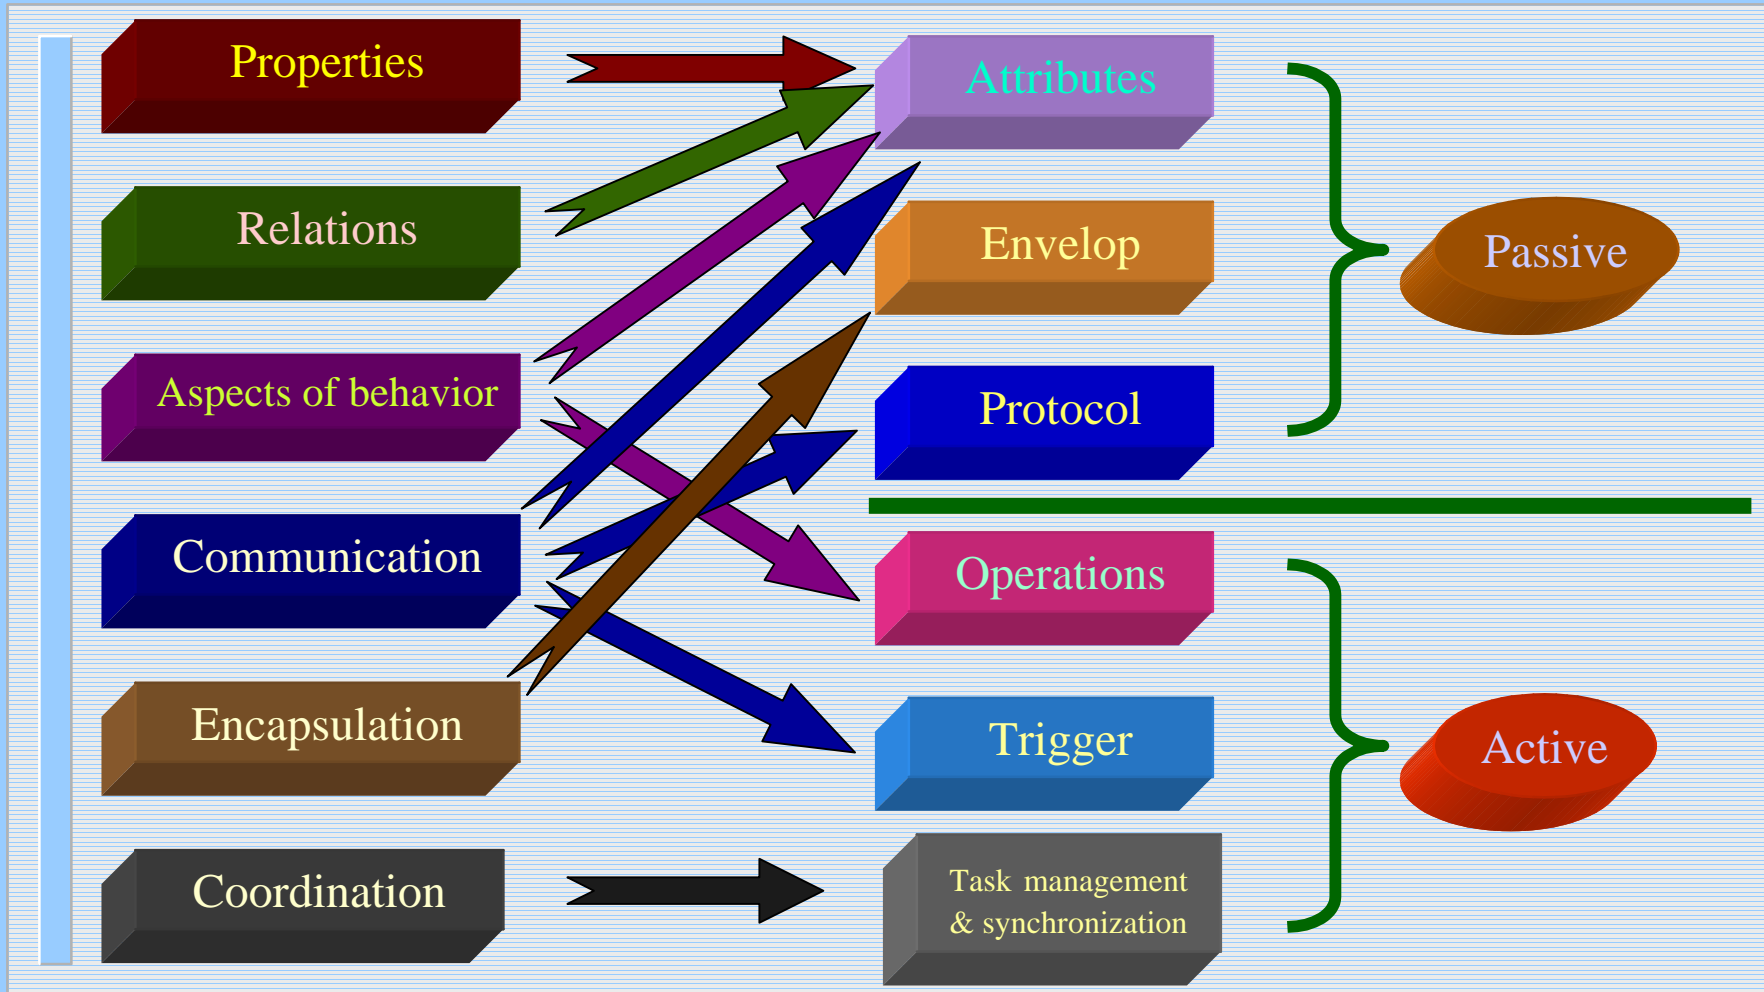 Properties
Relations
Aspects of behavior
Communication
Encapsulation
Coordination
Attributes
Envelop
Protocol
Operations
Trigger
Task management
& synchronization
Passive
Active